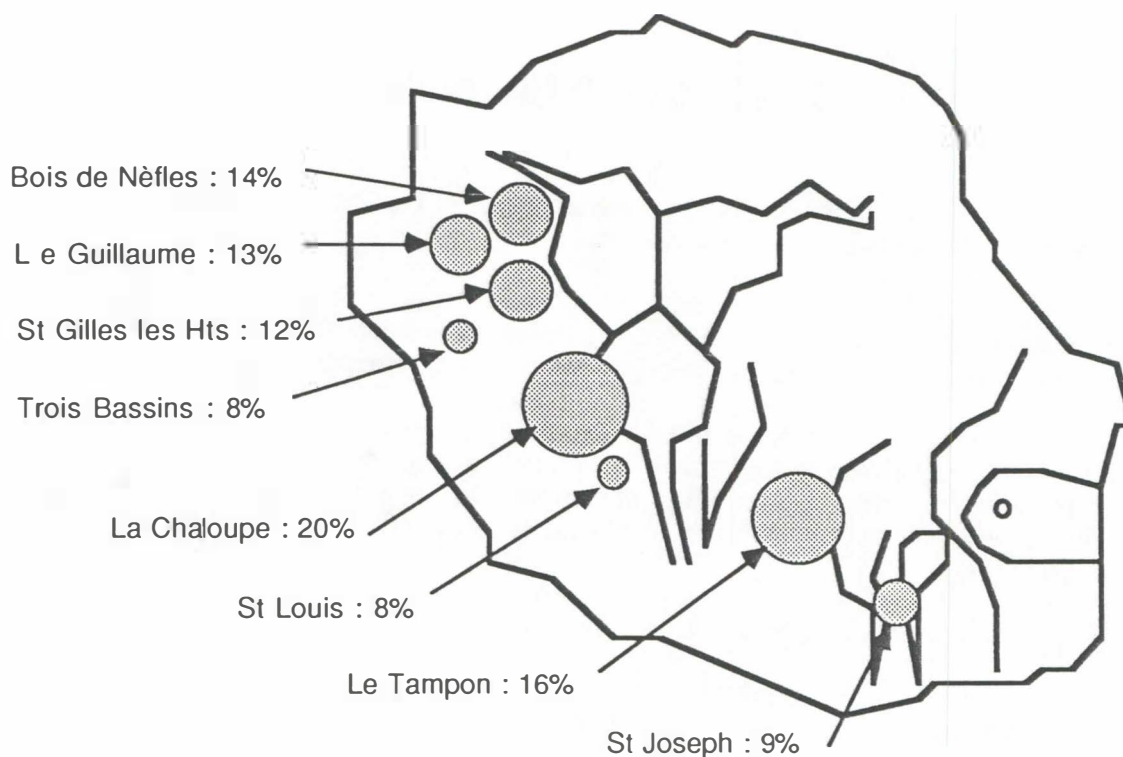 Bois de Nèfles : 14%
L e Guillaume : 13%
St Gilles les Hts : 12%
Trois Bassins : 8%
La Chaloupe : 20%
St Louis : 8%
Le Tampon : 16%
St Joseph : 9%